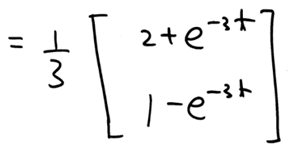 = 1/3 [ 2 + e^{-3t}
1 - e^{-3t} ]